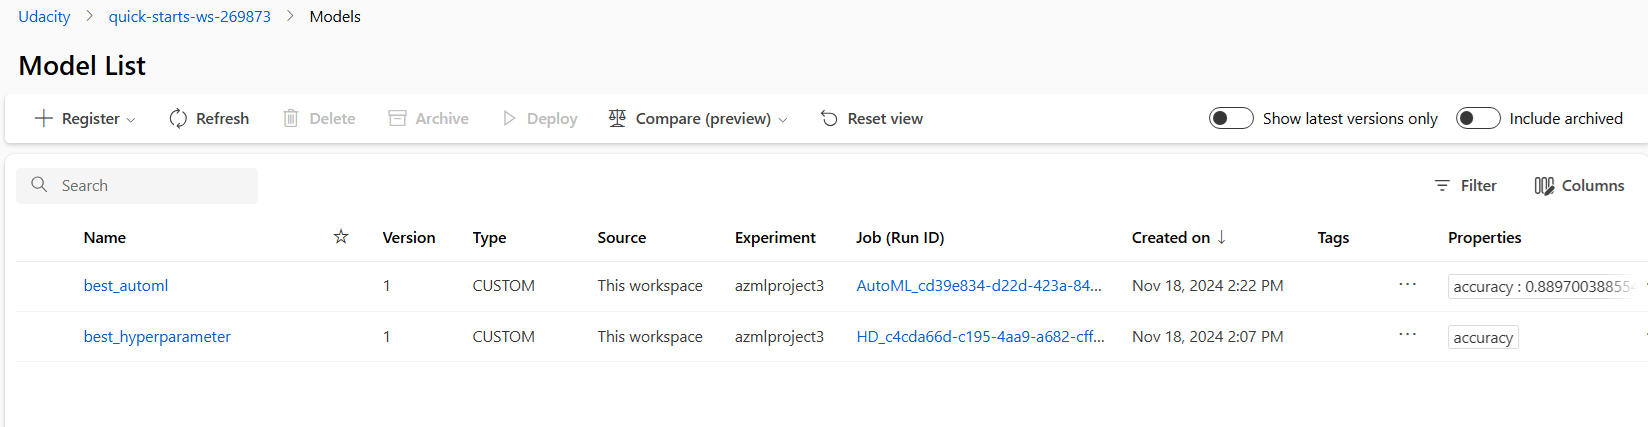 Udacity > quick-starts-ws-269873 > Models
Model List
Register Refresh Delete Archive Deploy Compare (preview) Reset view Show latest versions only Include archived
Search Filter Columns
Name Version Type Source Experiment Job (Run ID) Created on ↓ Tags Properties
best_automl 1 CUSTOM This workspace azmlproject3 AutoML_cd39e834-d22d-423a-84... Nov 18, 2024 2:22 PM ... accuracy : 0.889700388554
best_hyperparameter 1 CUSTOM This workspace azmlproject3 HD_c4cda66d-c195-4aa9-a682-cff... Nov 18, 2024 2:07 PM ... accuracy